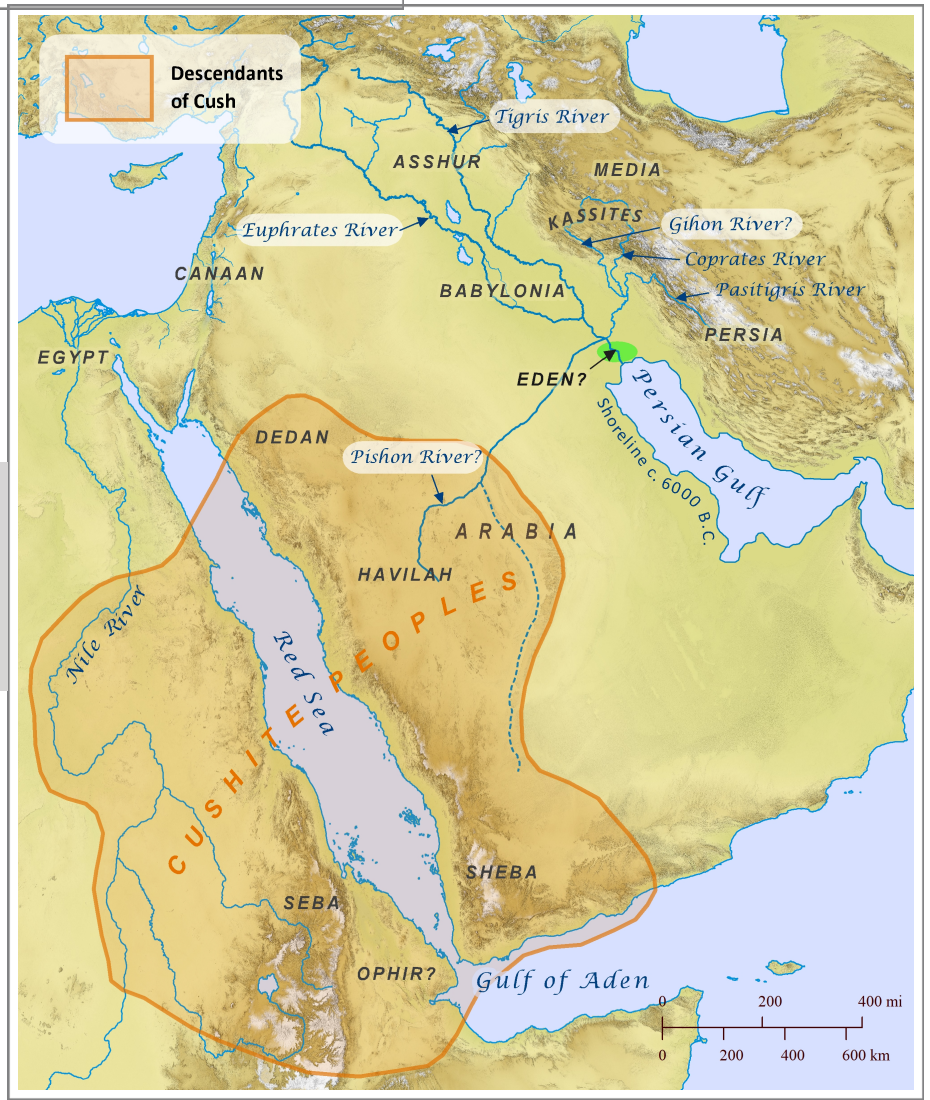 Descendants
of Cush
Tigris River
ASSHUR
MEDIA
KASSITES
Gihon River?
Euphrates River
Coprates River
CANAAN
BABYLONIA
Pasitigris River
PERSIA
EGYPT
EDEN?
Persian Gulf
Shoreline c. 6000 B.C.
DEDAN
Pishon River?
ARABIA
HAVILAH
CUSHITE PEOPLES
Nile River
Red Sea
SHEBA
SEBA
OPHIR?
Gulf of Aden
0 200 400 mi
0 200 400 600 km